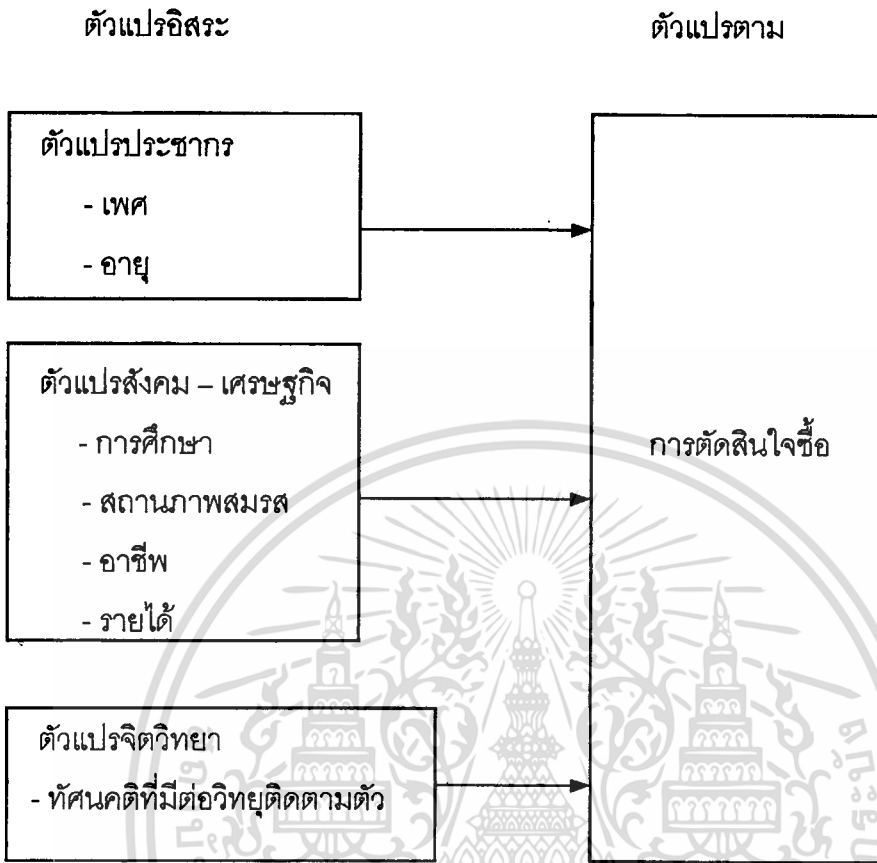 ตัวแปรอิสระ
ตัวแปรตาม
ตัวแปรประชากร
- เพศ
- อายุ
ตัวแปรสังคม – เศรษฐกิจ
- การศึกษา
- สถานภาพสมรส
- อาชีพ
- รายได้
ตัวแปรจิตวิทยา
- ทัศนคติที่มีต่อวิทยุติดตามตัว
การตัดสินใจซื้อ